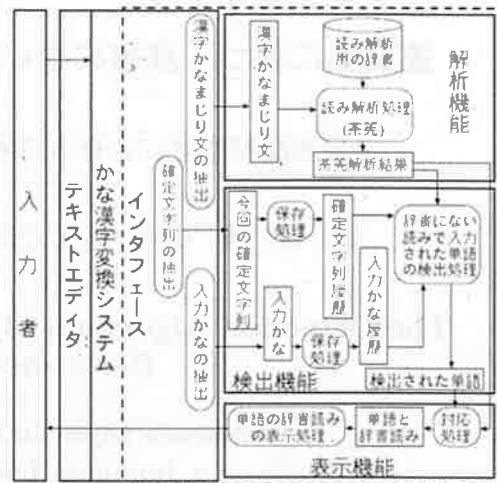 入力者
テキストエディタ
かな漢字変換システム
インタフェース
漢字かなまじり文の抽出
確定文字列の抽出
入力かなの抽出
漢字かなまじり文
読み解析
用の辞書
解析機能
読み解析処理
(茶筅)
茶筅解析結果
今回の確定文字列
保存
処理
確定文字列履歴
入力かな
保存
処理
入力かな履歴
辞書にない
読みで入力
された単語
の検出処理
検出機能
検出された単語
単語の辞書読み
の表示処理
単語と
辞書読み
対応
処理
表示機能